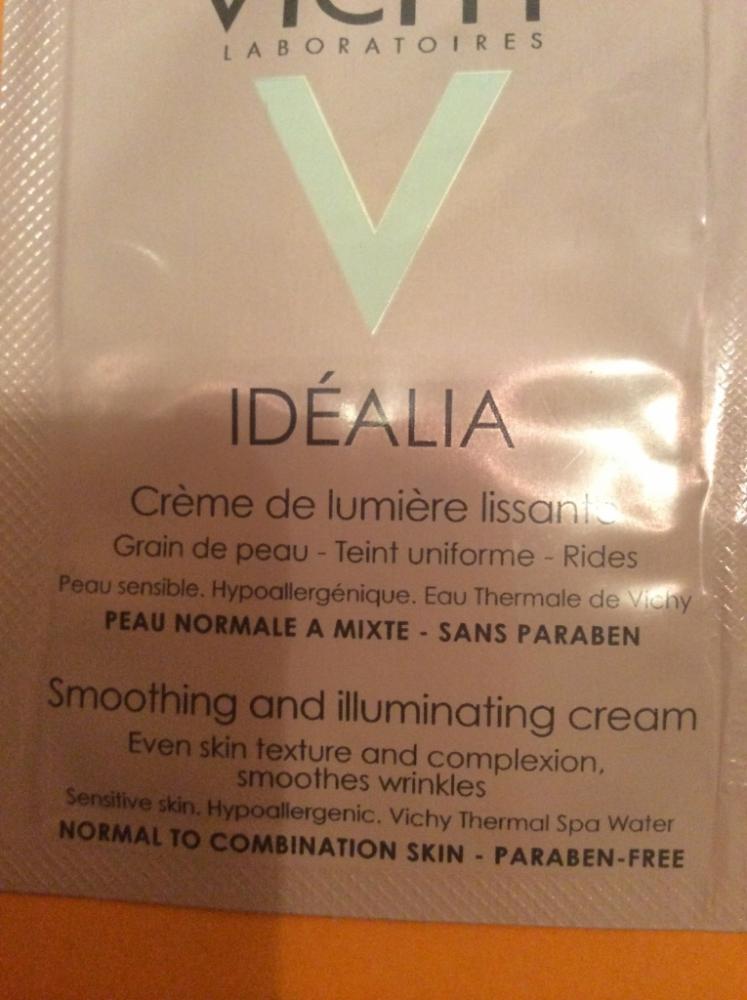 VICHY
LABORATOIRES
V
IDÉALIA
Crème de lumière lissante
Grain de peau - Teint uniforme - Rides
Peau sensible. Hypoallergénique. Eau Thermale de Vichy
PEAU NORMALE A MIXTE - SANS PARABEN
Smoothing and illuminating cream
Even skin texture and complexion,
smoothes wrinkles
Sensitive skin. Hypoallergenic. Vichy Thermal Spa Water
NORMAL TO COMBINATION SKIN - PARABEN-FREE